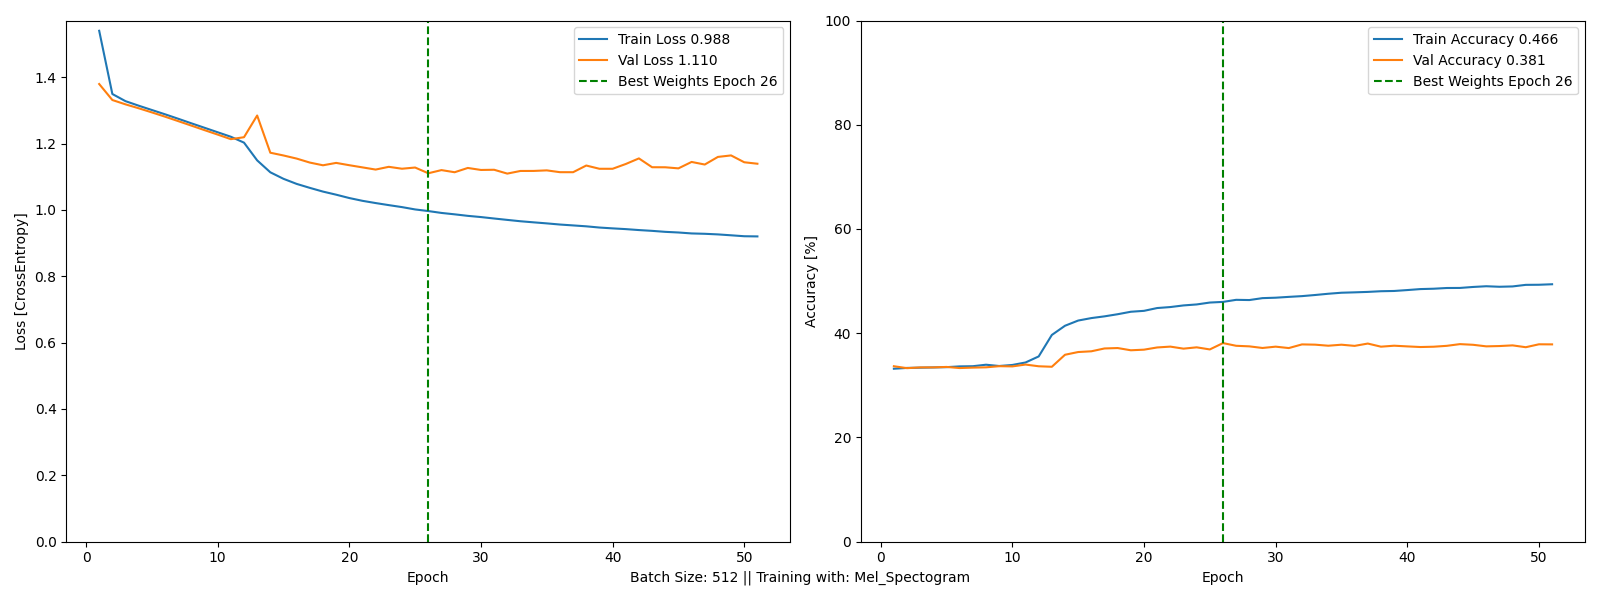 Train Loss 0.988
Val Loss 1.110
Best Weights Epoch 26
Loss [CrossEntropy]
1.4
1.2
1.0
0.8
0.6
0.4
0.2
0.0
0 10 20 30 40 50
Epoch
Train Accuracy 0.466
Val Accuracy 0.381
Best Weights Epoch 26
Accuracy [%]
100
80
60
40
20
0
0 10 20 30 40 50
Epoch
Batch Size: 512 || Training with: Mel_Spectogram